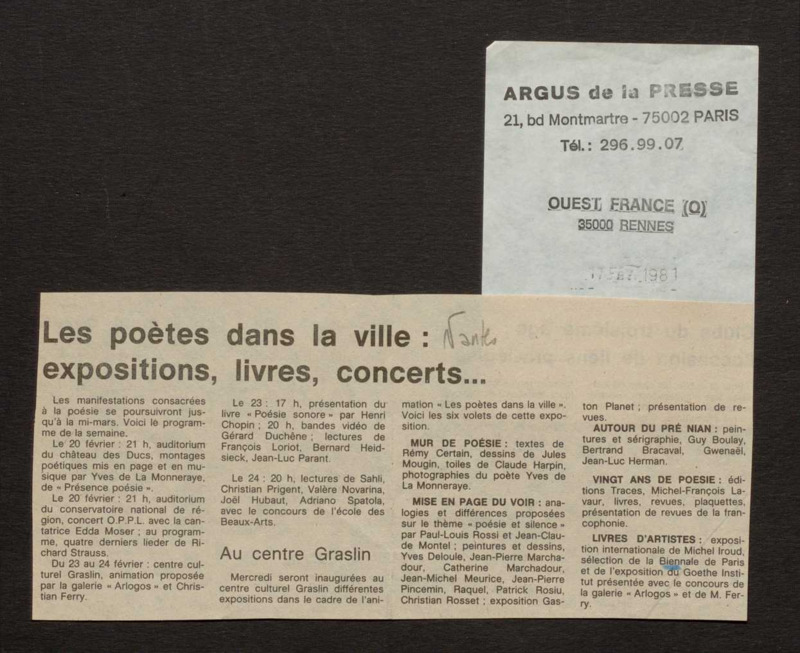 ARGUS de la PRESSE
21, bd Montmartre - 75002 PARIS
Tél.: 296.99.07
OUEST FRANCE (Q)
35000 RENNES
1981
Les poètes dans la ville : Nantes
expositions, livres, concerts...
Les manifestations consacrées
à la poésie se poursuivront jus-
qu'à la mi-mars. Voici le program-
me de la semaine.
Le 20 février : 21 h, auditorium
du château des Ducs, montages
poétiques mis en page et en mu-
sique par Yves de La Monneraye,
de « Présence poésie ».
Le 20 février : 21 h, auditorium
du conservatoire national de ré-
gion, concert O.P.P.L. avec la can-
tatrice Edda Moser ; au program-
me, quatre derniers lieder de Ri-
chard Strauss.
Du 23 au 24 février : centre cul-
turel Graslin, animation proposée
par la galerie « Arlogos » et Chris-
tian Ferry.
Le 23 : 17 h, présentation du
livre « Poésie sonore » par Henri
Chopin ; 20 h, bandes vidéo de
Gérard Duchêne ; lectures de
François Loriot, Bernard Heid-
sieck, Jean-Luc Parant.
Le 24 : 20 h, lectures de Sahli,
Christian Prigent, Valère Novarina,
Joël Hubaut, Adriano Spatola,
avec le concours de l'école des
Beaux-Arts.
Au centre Graslin
Mercredi seront inaugurées au
centre culturel Graslin différentes
expositions dans le cadre de l'ani-
mation « Les poètes dans la ville ».
Voici les six volets de cette expo-
sition.
MUR DE POÉSIE : textes de
Rémy Certain, dessins de Jules
Mougin, toiles de Claude Harpin,
photographies du poète Yves de
La Monneraye.
MISE EN PAGE DU VOIR : ana-
logies et différences proposées
sur le thème « poésie et silence »
par Paul-Louis Rossi et Jean-Clau-
de Montel ; peintures et dessins,
Yves Deloule, Jean-Pierre Marcha-
dour, Catherine Marchadour,
Jean-Michel Meurice, Jean-Pierre
Pincemin, Raquel, Patrick Rosiu,
Christian Rosset ; exposition Gas-
ton Planet ; présentation de re-
vues.
AUTOUR DU PRÉ NIAN : pein-
tures et sérigraphie, Guy Boulay,
Bertrand Bracaval, Gwenaël,
Jean-Luc Herman.
VINGT ANS DE POESIE : édi-
tions Traces, Michel-François La-
vaur, livres, revues, plaquettes,
présentation de revues de la fran-
cophonie.
LIVRES D'ARTISTES : exposi-
tion internationale de Michel Iroud,
sélection de la Biennale de Paris
et de l'exposition du Goethe Insti-
tut présentée avec le concours de
la galerie « Arlogos » et de M. Fer-
ry.